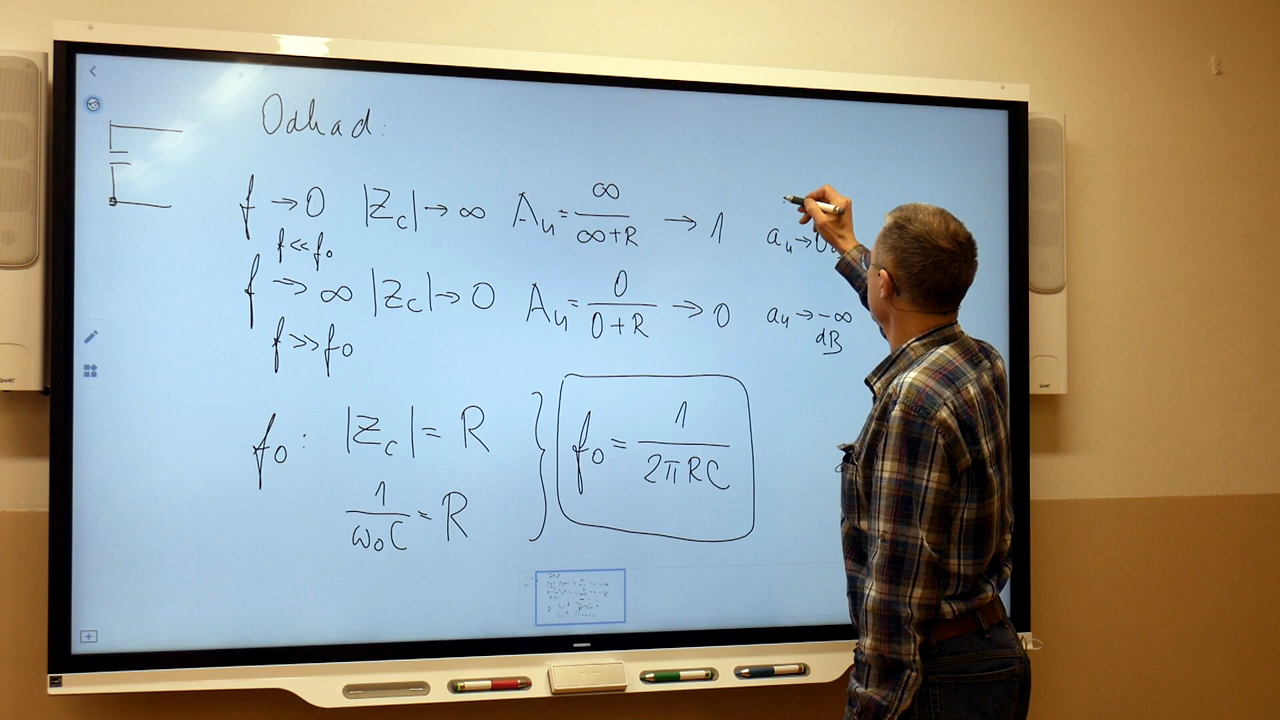 Odhad:
f → 0 |Zc| → ∞ Au = ∞/(∞+R) → 1 au → 0
f << f0
f → ∞ |Zc| → 0 Au = 0/(0+R) → 0 au → -∞ dB
f >> f0
f0: |Zc| = R } f0 = 1/(2πRC)
1/(ω0C) = R
SMART